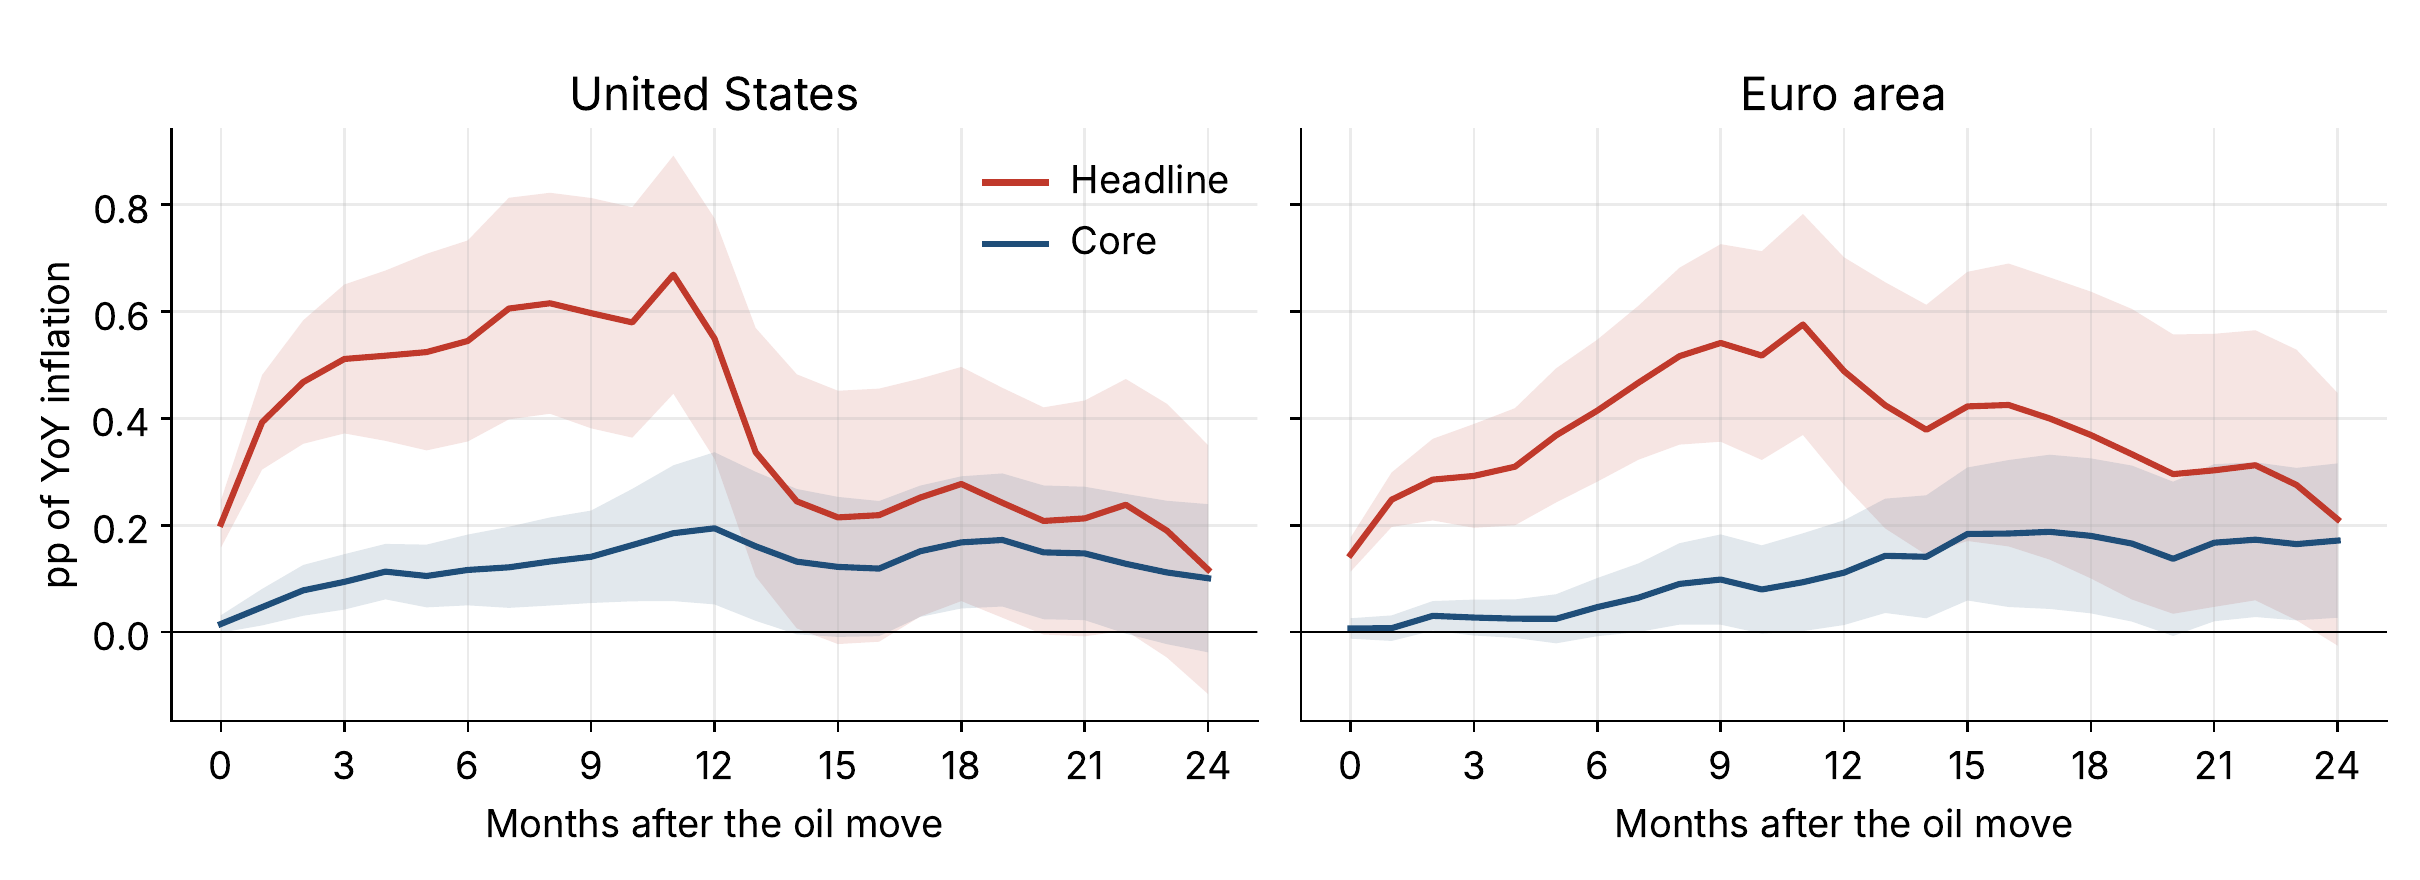 United States
Euro area
Headline
Core
pp of YoY inflation
0.8
0.6
0.4
0.2
0.0
0 3 6 9 12 15 18 21 24
0 3 6 9 12 15 18 21 24
Months after the oil move
Months after the oil move